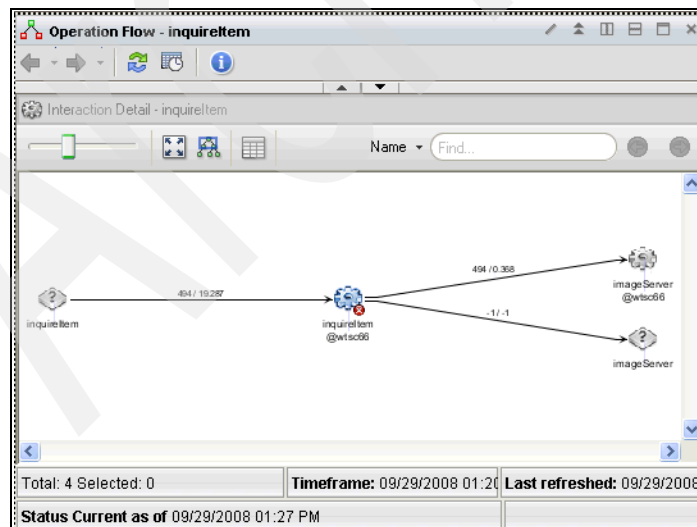 Operation Flow - inquireItem
Interaction Detail - inquireItem
Name
Find...
494 / 19.287
494 / 0.368
-1 / -1
inquireItem
inquireItem
@wtsc66
imageServer
@wtsc66
imageServer
Total: 4 Selected: 0
Timeframe: 09/29/2008 01:20
Last refreshed: 09/29/2008
Status Current as of 09/29/2008 01:27 PM